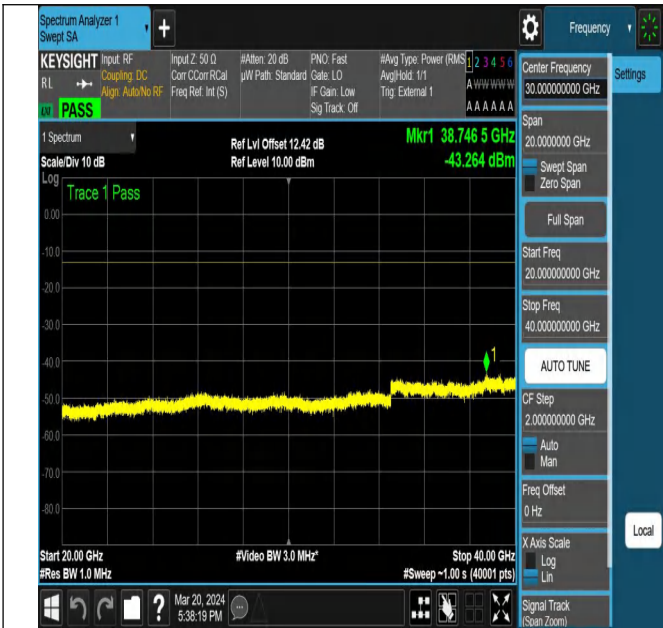 Spectrum Analyzer 1
Swept SA
Frequency
KEYSIGHT
RL
Input: RF
Coupling: DC
Align: Auto/No RF
Input Z: 50 Ω
Corr CCorr RCal
Freq Ref: Int (S)
#Atten: 20 dB
µW Path: Standard
PNO: Fast
Gate: LO
IF Gain: Low
Sig Track: Off
#Avg Type: Power (RMS
Avg|Hold: 1/1
Trig: External 1
1 2 3 4 5 6
A W W W W W
A A A A A A
PASS
1 Spectrum
Scale/Div 10 dB
Ref Lvl Offset 12.42 dB
Ref Level 10.00 dBm
Mkr1 38.746 5 GHz
-43.264 dBm
Log
Trace 1 Pass
0.00
-10.0
-20.0
-30.0
-40.0
-50.0
-60.0
-70.0
-80.0
1
Start 20.00 GHz
#Res BW 1.0 MHz
#Video BW 3.0 MHz*
Stop 40.00 GHz
#Sweep ~1.00 s (40001 pts)
Mar 20, 2024
5:38:19 PM
Center Frequency
30.000000000 GHz
Settings
Span
20.0000000 GHz
Swept Span
Zero Span
Full Span
Start Freq
20.000000000 GHz
Stop Freq
40.000000000 GHz
AUTO TUNE
CF Step
2.000000000 GHz
Auto
Man
Freq Offset
0 Hz
X Axis Scale
Log
Lin
Local
Signal Track
(Span Zoom)